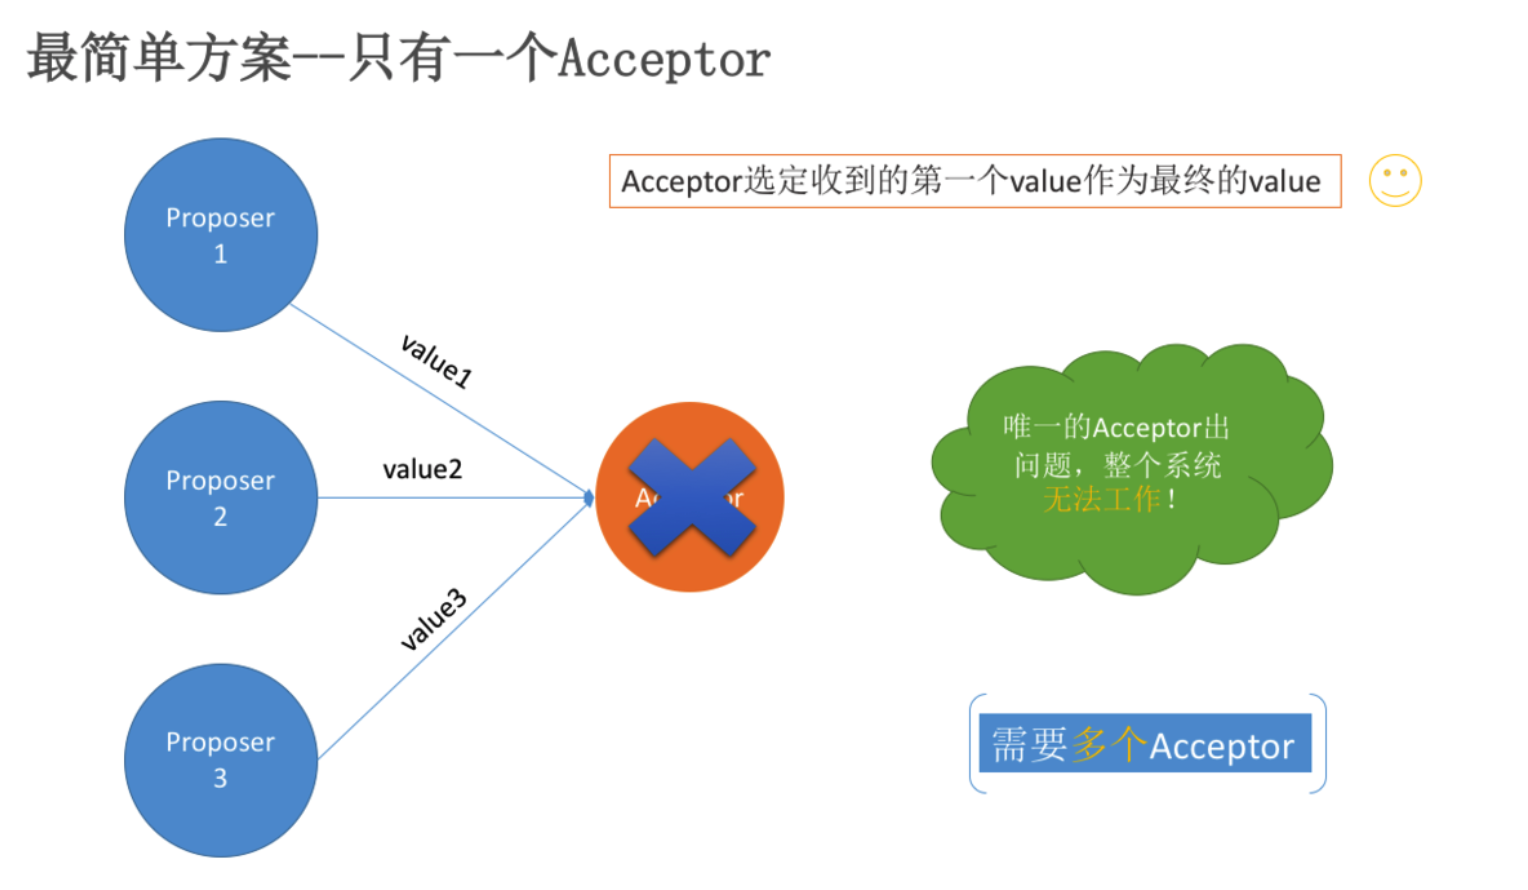 最简单方案--只有一个Acceptor
Acceptor选定收到的第一个value作为最终的value
Proposer
1
value1
Proposer
2
value2
Proposer
3
value3
唯一的Acceptor出
问题，整个系统
无法工作！
需要多个Acceptor